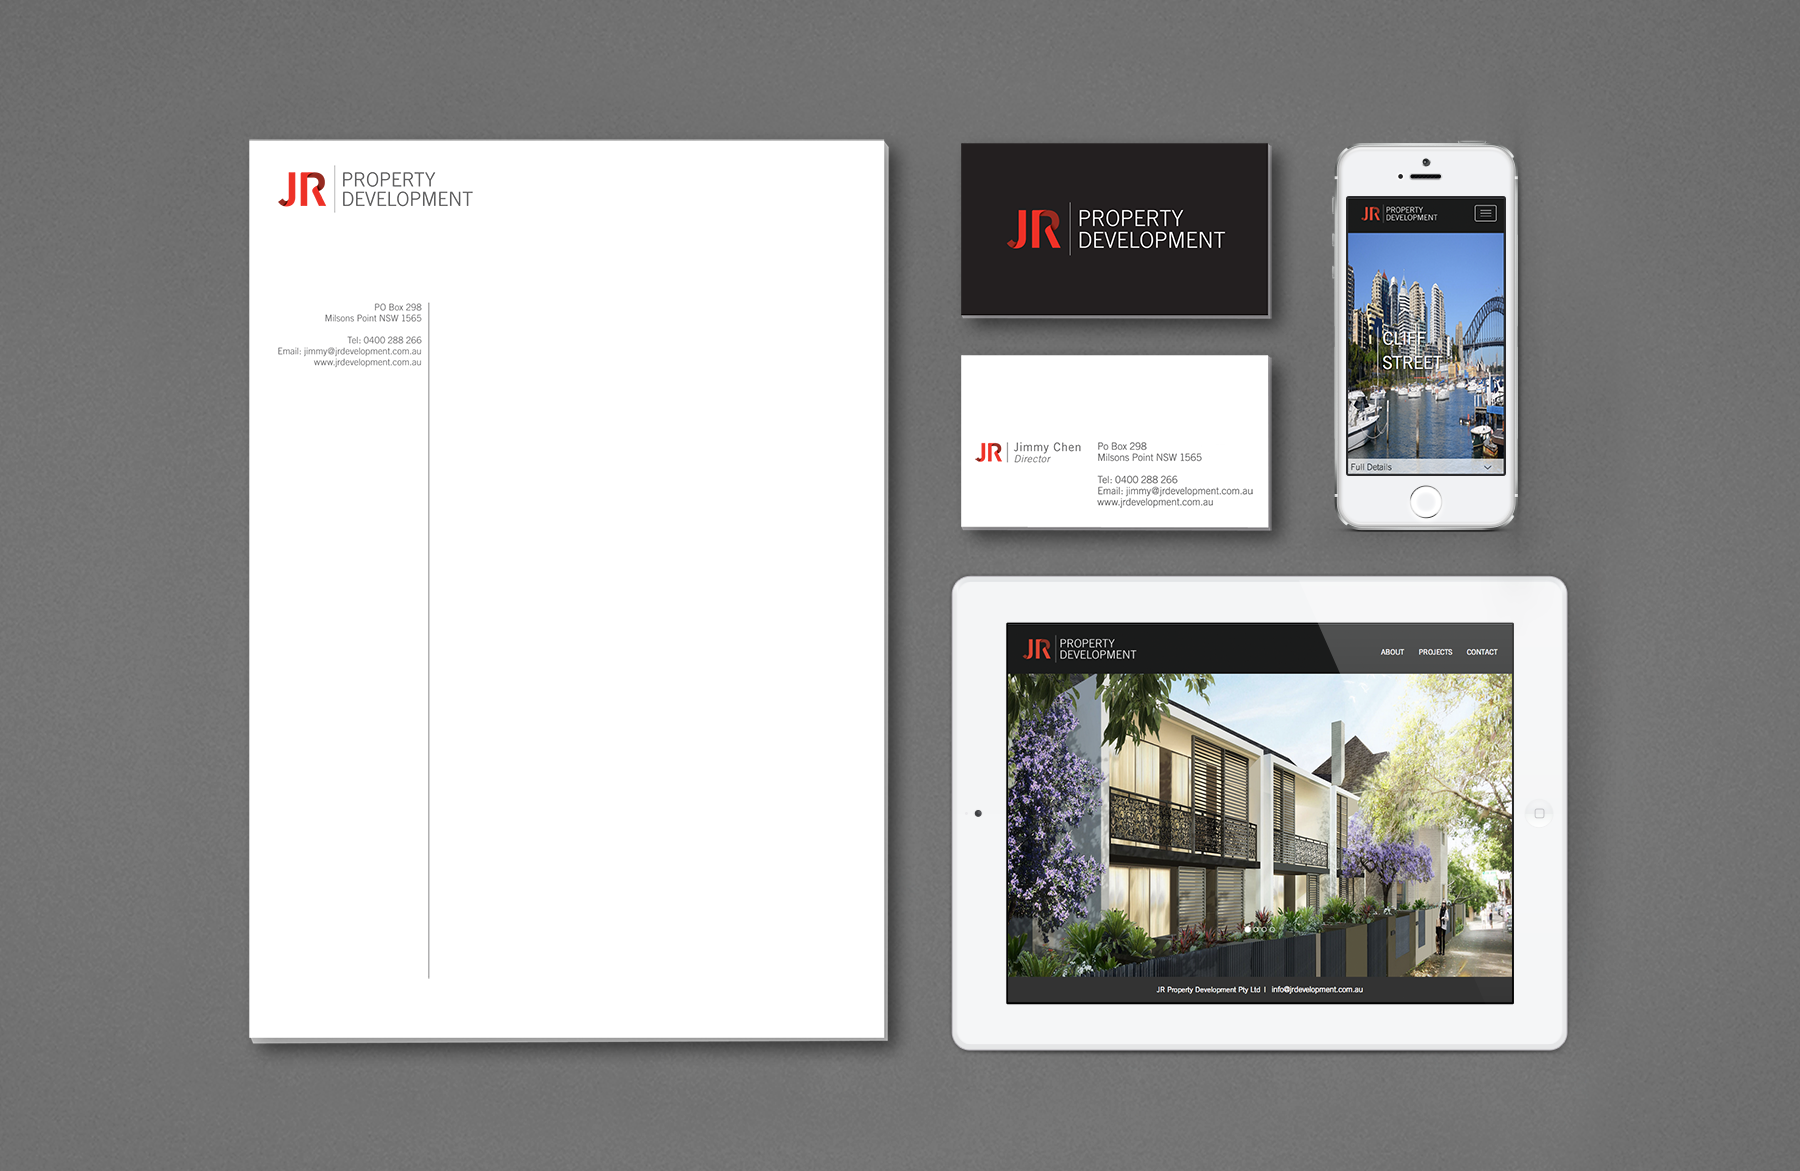 JR PROPERTY
DEVELOPMENT
PO Box 298
Milsons Point NSW 1565
Tel: 0400 288 266
Email: jimmy@jrdevelopment.com.au
www.jrdevelopment.com.au
JR PROPERTY
DEVELOPMENT
JR Jimmy Chen
Director
Po Box 298
Milsons Point NSW 1565
Tel: 0400 288 266
Email: jimmy@jrdevelopment.com.au
www.jrdevelopment.com.au
JR PROPERTY
DEVELOPMENT
CLIFF
STREET
Full Details
JR PROPERTY
DEVELOPMENT
ABOUT PROJECTS CONTACT
JR Property Development Pty Ltd I info@jrdevelopment.com.au